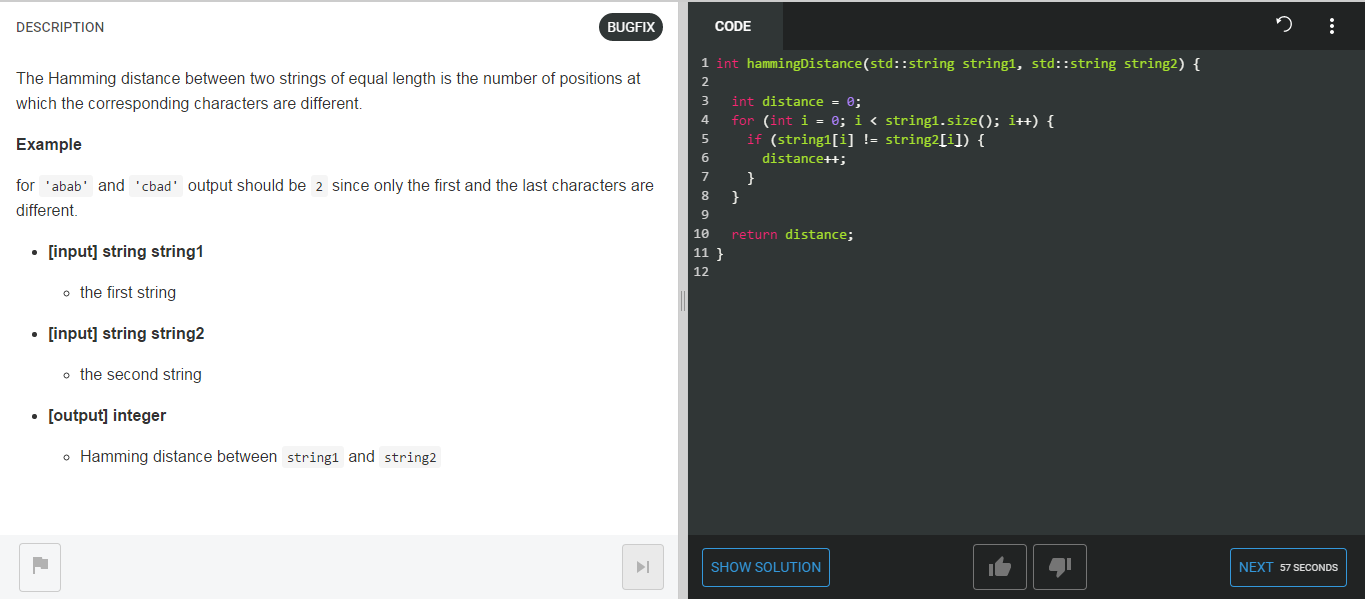 DESCRIPTION
BUGFIX
The Hamming distance between two strings of equal length is the number of positions at
which the corresponding characters are different.
Example
for 'abab' and 'cbad' output should be 2 since only the first and the last characters are
different.
[input] string string1
the first string
[input] string string2
the second string
[output] integer
Hamming distance between string1 and string2
CODE
1 int hammingDistance(std::string string1, std::string string2) {
2
3   int distance = 0;
4   for (int i = 0; i < string1.size(); i++) {
5     if (string1[i] != string2[i]) {
6       distance++;
7     }
8   }
9
10   return distance;
11 }
12
SHOW SOLUTION
NEXT 57 SECONDS